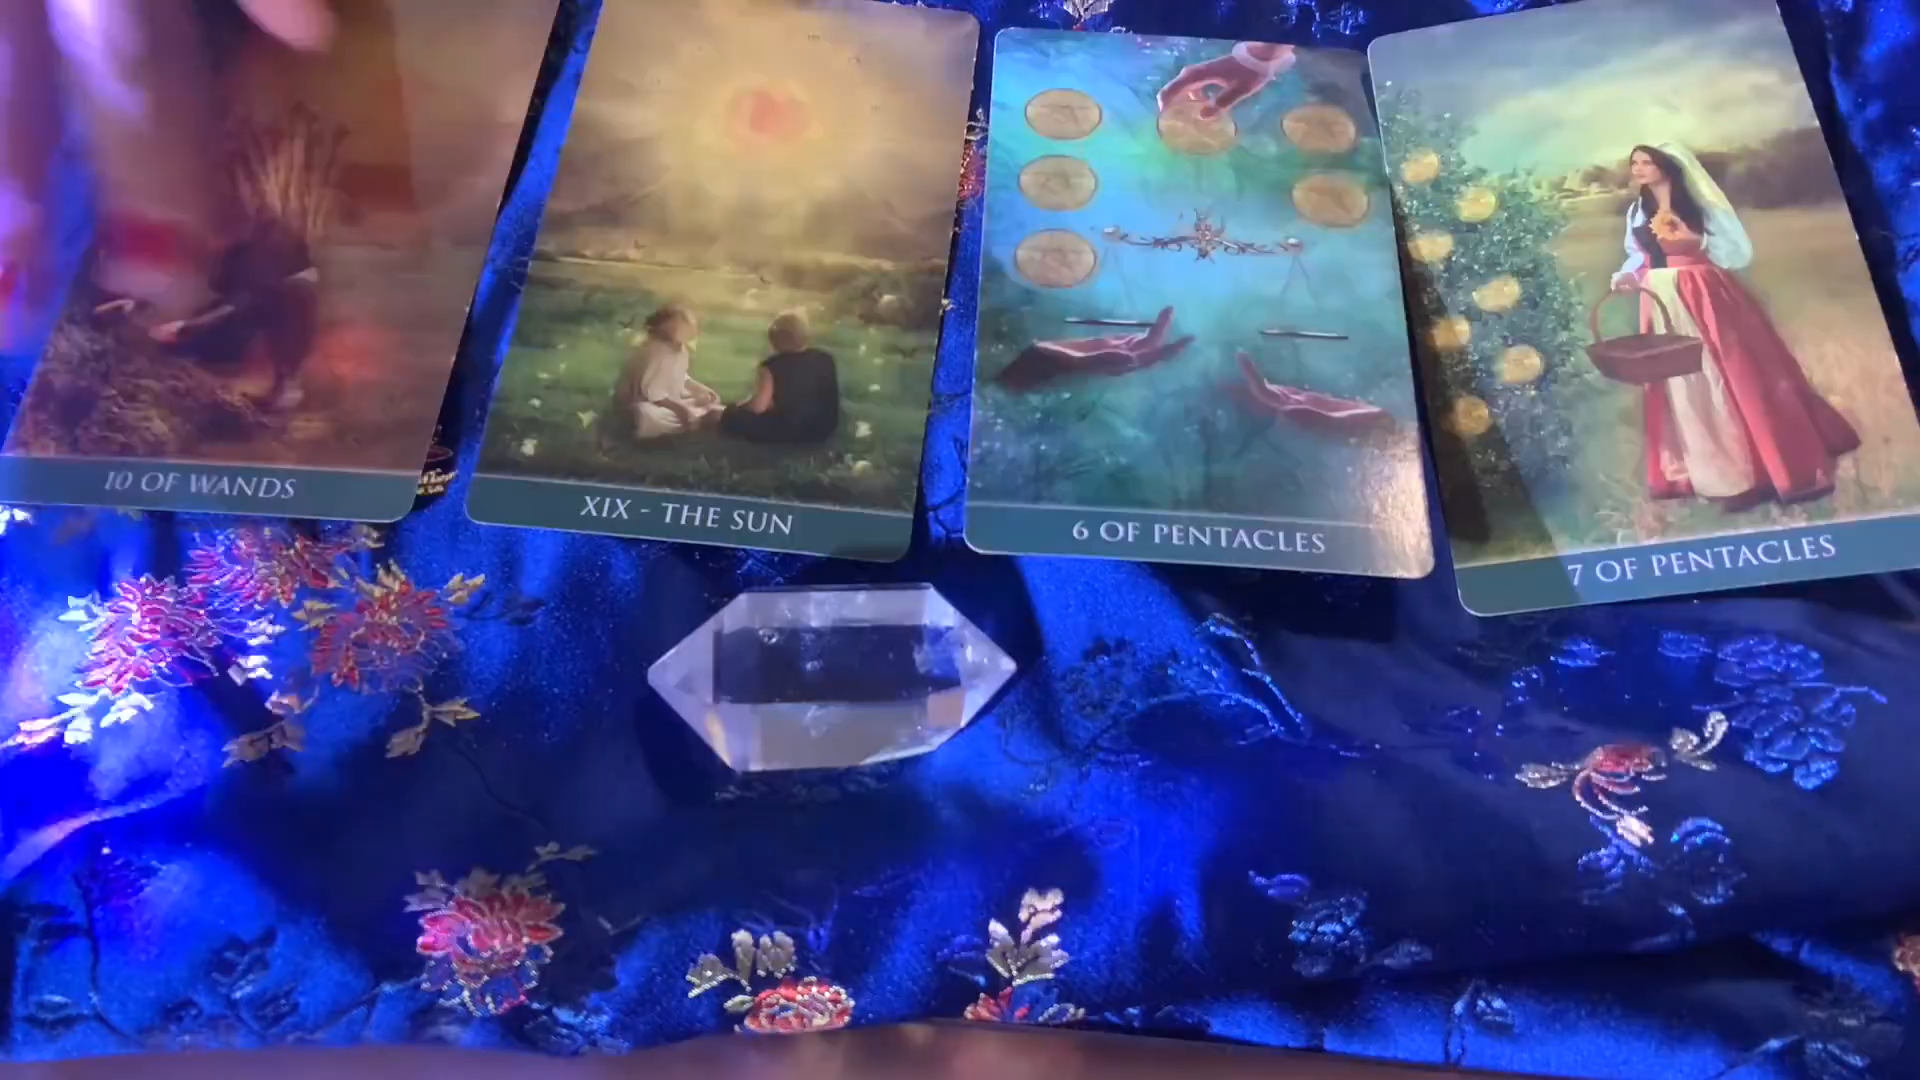 10 OF WANDS
XIX - THE SUN
6 OF PENTACLES
7 OF PENTACLES